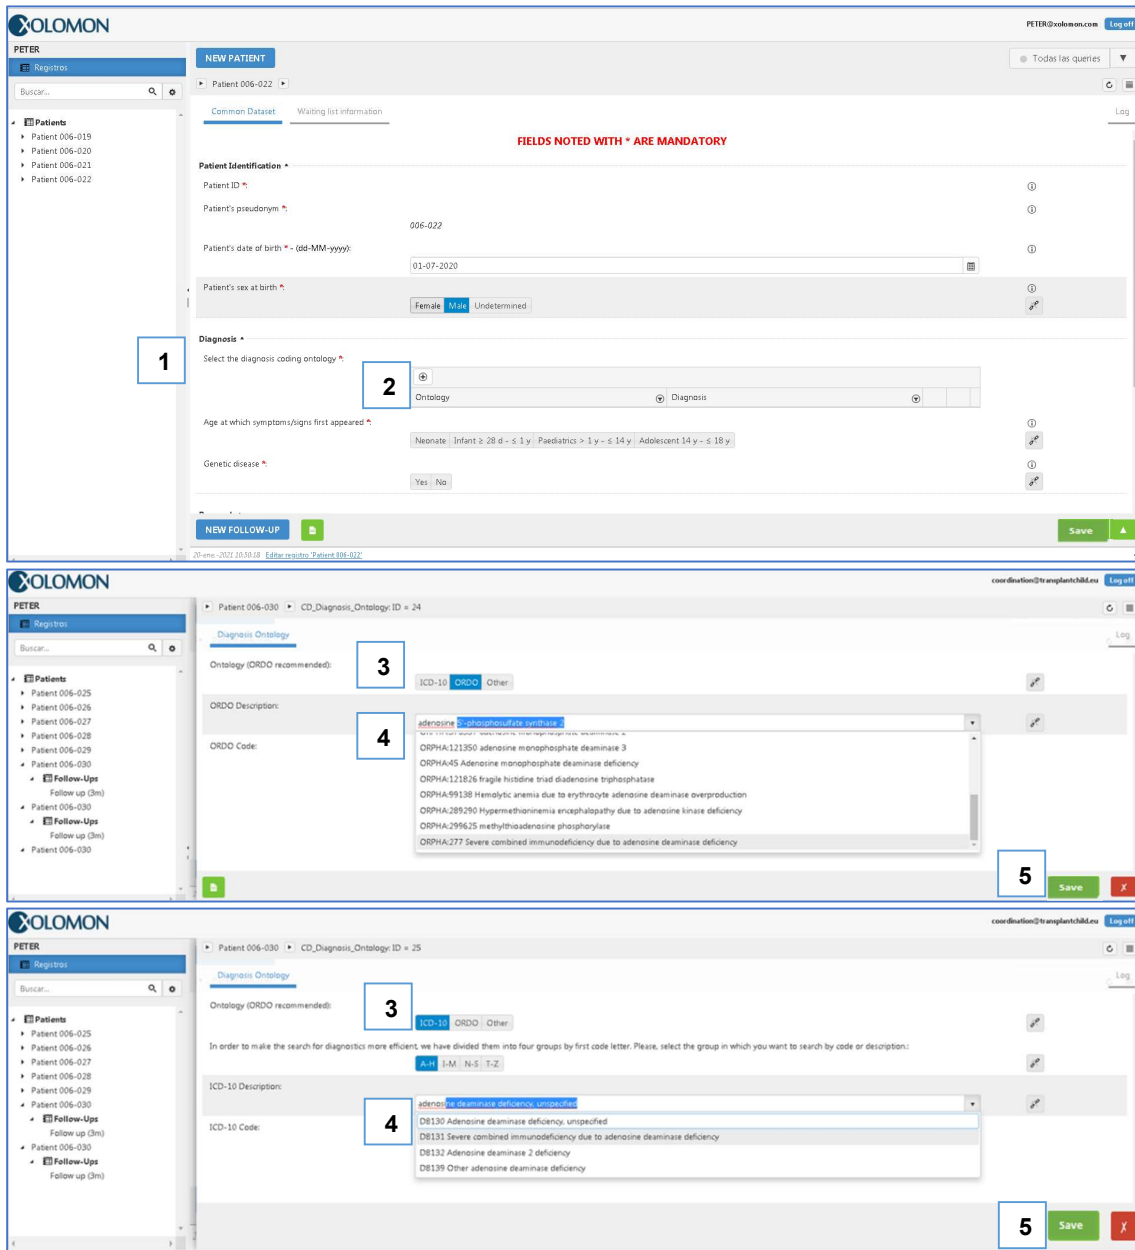 XOLOMON
PETER@xolomon.com Log off
PETER
Registros
Buscar...
Patients
Patient 006-019
Patient 006-020
Patient 006-021
Patient 006-022
NEW PATIENT
Todas las queries
Patient 006-022
Common Dataset Waiting list information Log
FIELDS NOTED WITH * ARE MANDATORY
Patient Identification
Patient ID *:
Patient's pseudonym *:
006-022
Patient's date of birth * - (dd-MM-yyyy):
01-07-2020
Patient's sex at birth *:
Female Male Undetermined
Diagnosis
1
Select the diagnosis coding ontology *:
2
Ontology Diagnosis
Age at which symptoms/signs first appeared *:
Neonate Infant ≥ 28 d - ≤ 1 y Paediatrics > 1 y - ≤ 14 y Adolescent 14 y - ≤ 18 y
Genetic disease *:
Yes No
NEW FOLLOW-UP Save
20-ene.-2021 10:50:18 Editar registro 'Patient 006-022'
XOLOMON
coordination@transplantchild.eu Log off
PETER
Registros
Buscar...
Patients
Patient 006-025
Patient 006-026
Patient 006-027
Patient 006-028
Patient 006-029
Patient 006-030
Follow-Ups
Follow up (3m)
Patient 006-030
Follow-Ups
Follow up (3m)
Patient 006-030
Patient 006-030 CD_Diagnosis_Ontology: ID = 24
Diagnosis Ontology Log
Ontology (ORDO recommended):
3
ICD-10 ORDO Other
ORDO Description:
4
adenosine 5'-phosphosulfate synthase 2
ORDO Code:
ORPHA:121350 adenosine monophosphate deaminase 3
ORPHA:45 Adenosine monophosphate deaminase deficiency
ORPHA:121826 fragile histidine triad diadenosine triphosphatase
ORPHA:99138 Hemolytic anemia due to erythrocyte adenosine deaminase overproduction
ORPHA:289290 Hypermethioninemia encephalopathy due to adenosine kinase deficiency
ORPHA:299625 methylthioadenosine phosphorylase
ORPHA:277 Severe combined immunodeficiency due to adenosine deaminase deficiency
5
Save X
XOLOMON
coordination@transplantchild.eu Log off
PETER
Registros
Buscar...
Patients
Patient 006-025
Patient 006-026
Patient 006-027
Patient 006-028
Patient 006-029
Patient 006-030
Follow-Ups
Follow up (3m)
Patient 006-030
Follow-Ups
Follow up (3m)
Patient 006-030 CD_Diagnosis_Ontology: ID = 25
Diagnosis Ontology Log
Ontology (ORDO recommended):
3
ICD-10 ORDO Other
In order to make the search for diagnostics more efficient, we have divided them into four groups by first code letter. Please, select the group in which you want to search by code or description.:
A-H I-M N-S T-Z
ICD-10 Description:
4
adenosine deaminase deficiency, unspecified
ICD-10 Code:
D8130 Adenosine deaminase deficiency, unspecified
D8131 Severe combined immunodeficiency due to adenosine deaminase deficiency
D8132 Adenosine deaminase 2 deficiency
D8139 Other adenosine deaminase deficiency
5
Save X